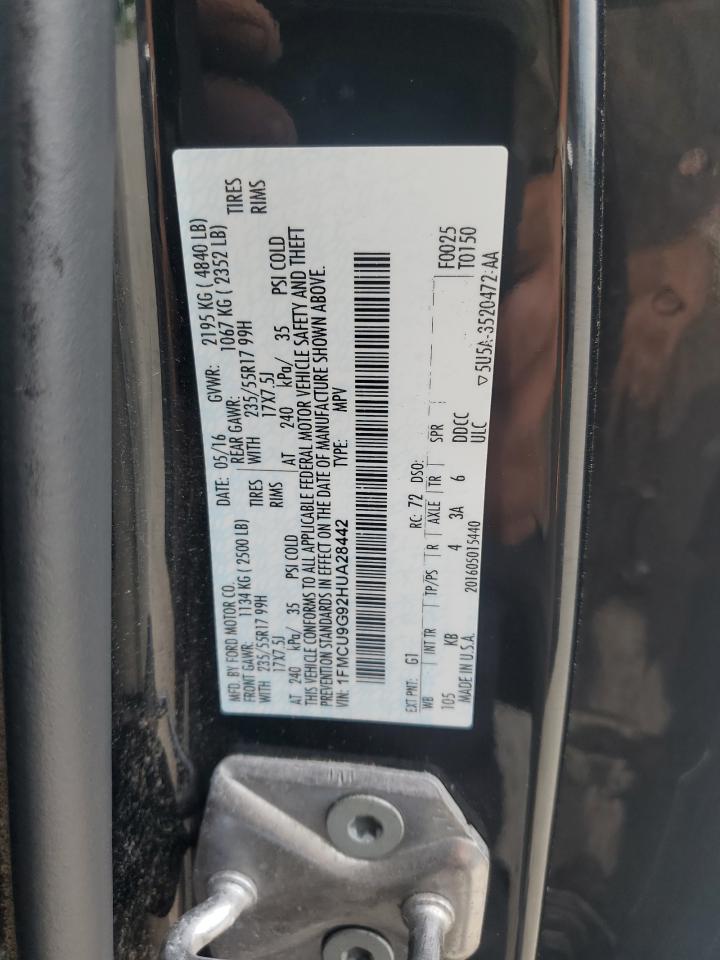 MFD. BY FORD MOTOR CO.
DATE: 05/16 GVWR: 2195 KG ( 4840 LB)
FRONT GAWR: 1134 KG ( 2500 LB)
REAR GAWR: 1067 KG ( 2352 LB)
WITH 235/55R17 99H TIRES
WITH 235/55R17 99H TIRES
17X7.5J RIMS
17X7.5J RIMS
AT 240 kPa/ 35 PSI COLD
AT 240 kPa/ 35 PSI COLD
THIS VEHICLE CONFORMS TO ALL APPLICABLE FEDERAL MOTOR VEHICLE SAFETY AND THEFT
PREVENTION STANDARDS IN EFFECT ON THE DATE OF MANUFACTURE SHOWN ABOVE.
VIN: 1FMCU9G92HUA28442 TYPE: MPV
EXT PNT: G1 RC: 72 DSO: F0025
WB INT TR TP/PS R AXLE TR SPR T0150
105 KB 4 3A 6 DDCC
MADE IN U.S.A. 201605015440 ULC ▽5U5A-3520472-AA